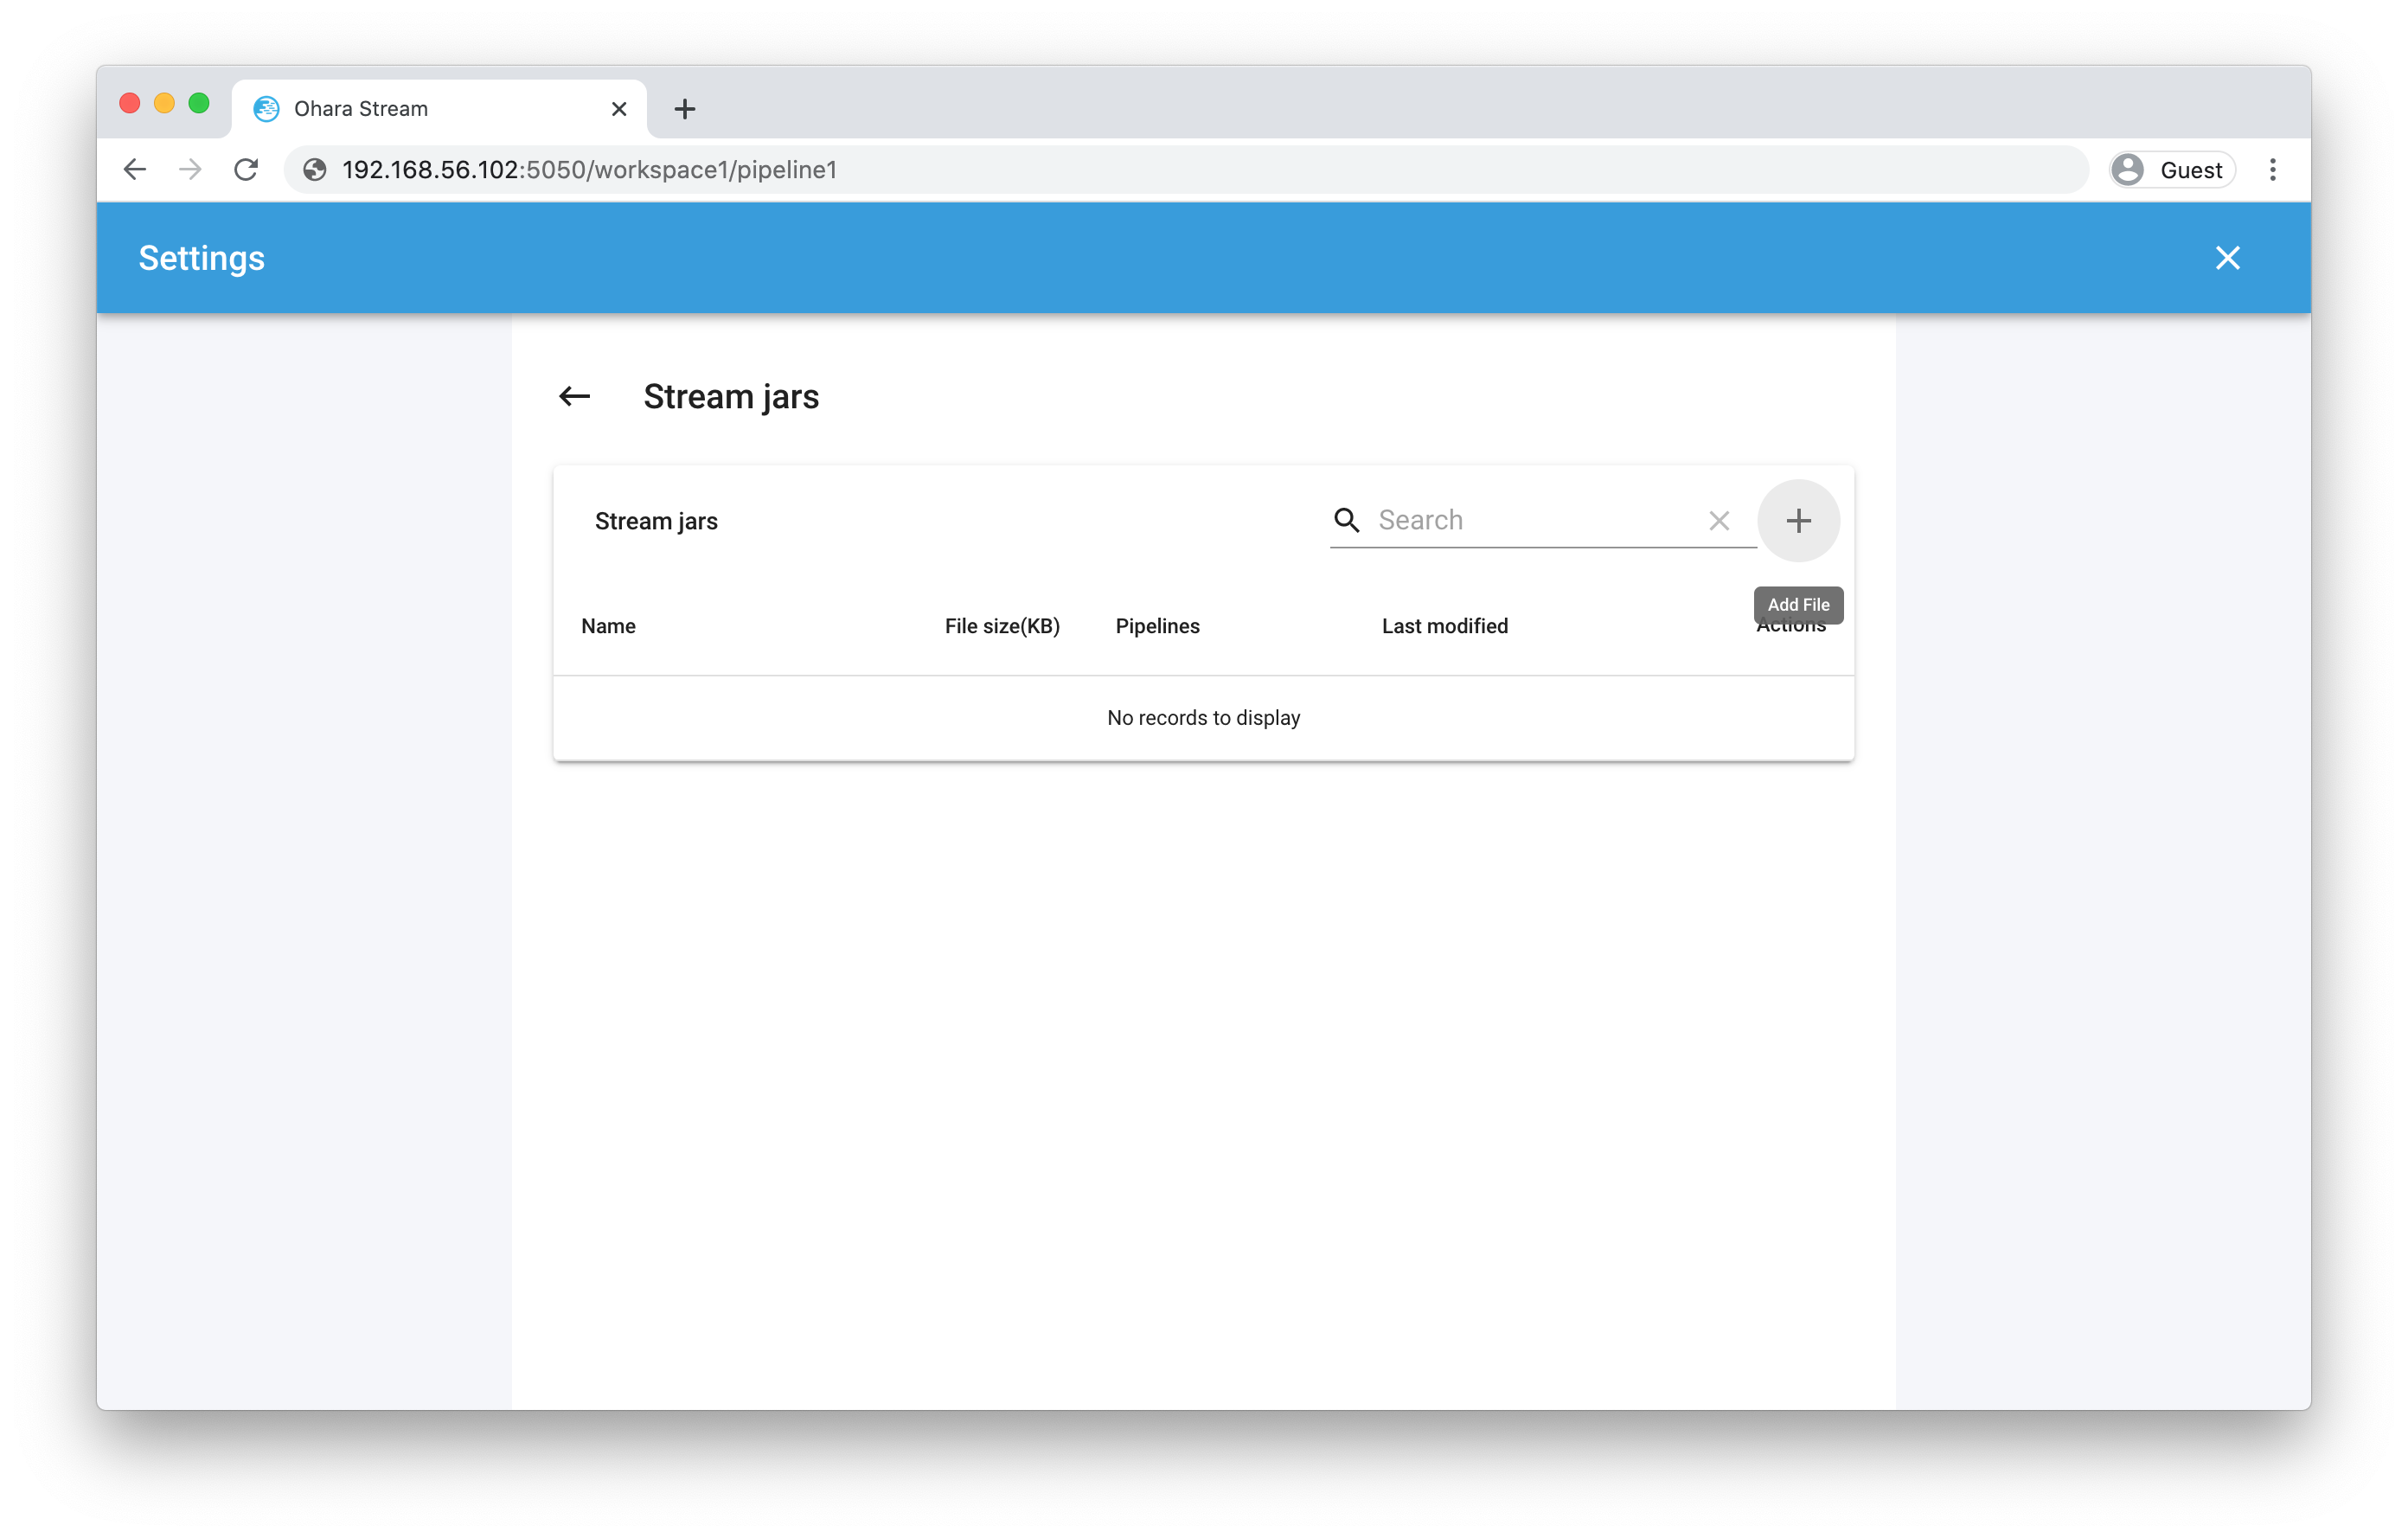 Ohara Stream
192.168.56.102:5050/workspace1/pipeline1
Guest
Settings
Stream jars
Stream jars
Search
Add File
Name
File size(KB)
Pipelines
Last modified
Actions
No records to display